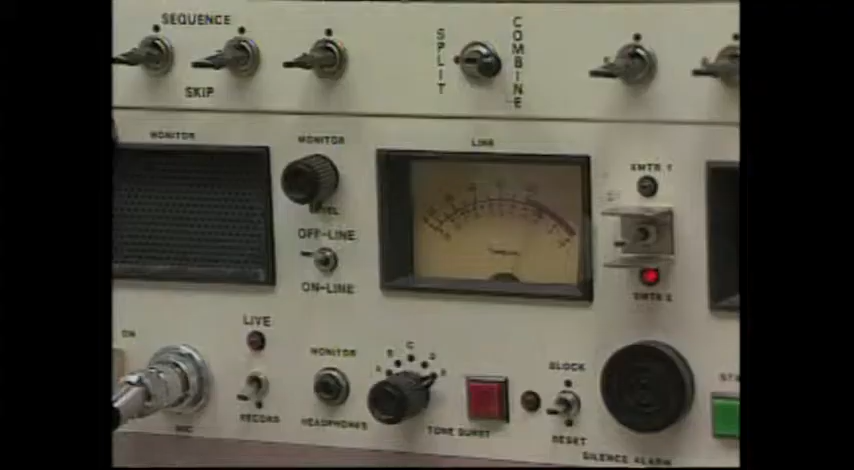 SEQUENCE
SKIP
SPLIT
COMBINE
MONITOR
MONITOR
LEVEL
LINE
XMTR 1
OFF-LINE
ON-LINE
XMTR 2
ON
LIVE
MONITOR
A B C D E
BLOCK
STA
MIC
RECORD
HEADPHONES
TONE BURST
RESET
SILENCE ALARM